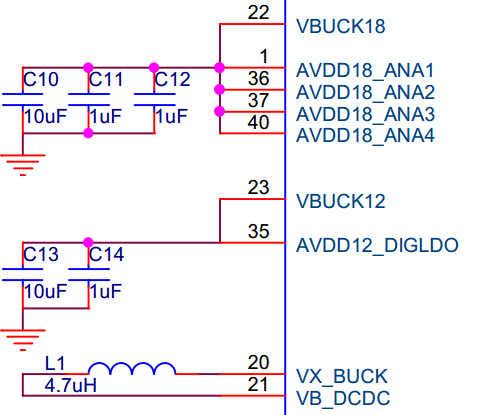 22 VBUCK18
1 AVDD18_ANA1
C10 C11 C12 36 AVDD18_ANA2
37 AVDD18_ANA3
10uF 1uF 1uF 40 AVDD18_ANA4
23 VBUCK12
35 AVDD12_DIGLDO
C13 C14
10uF 1uF
L1 20 VX_BUCK
4.7uH 21 VB_DCDC